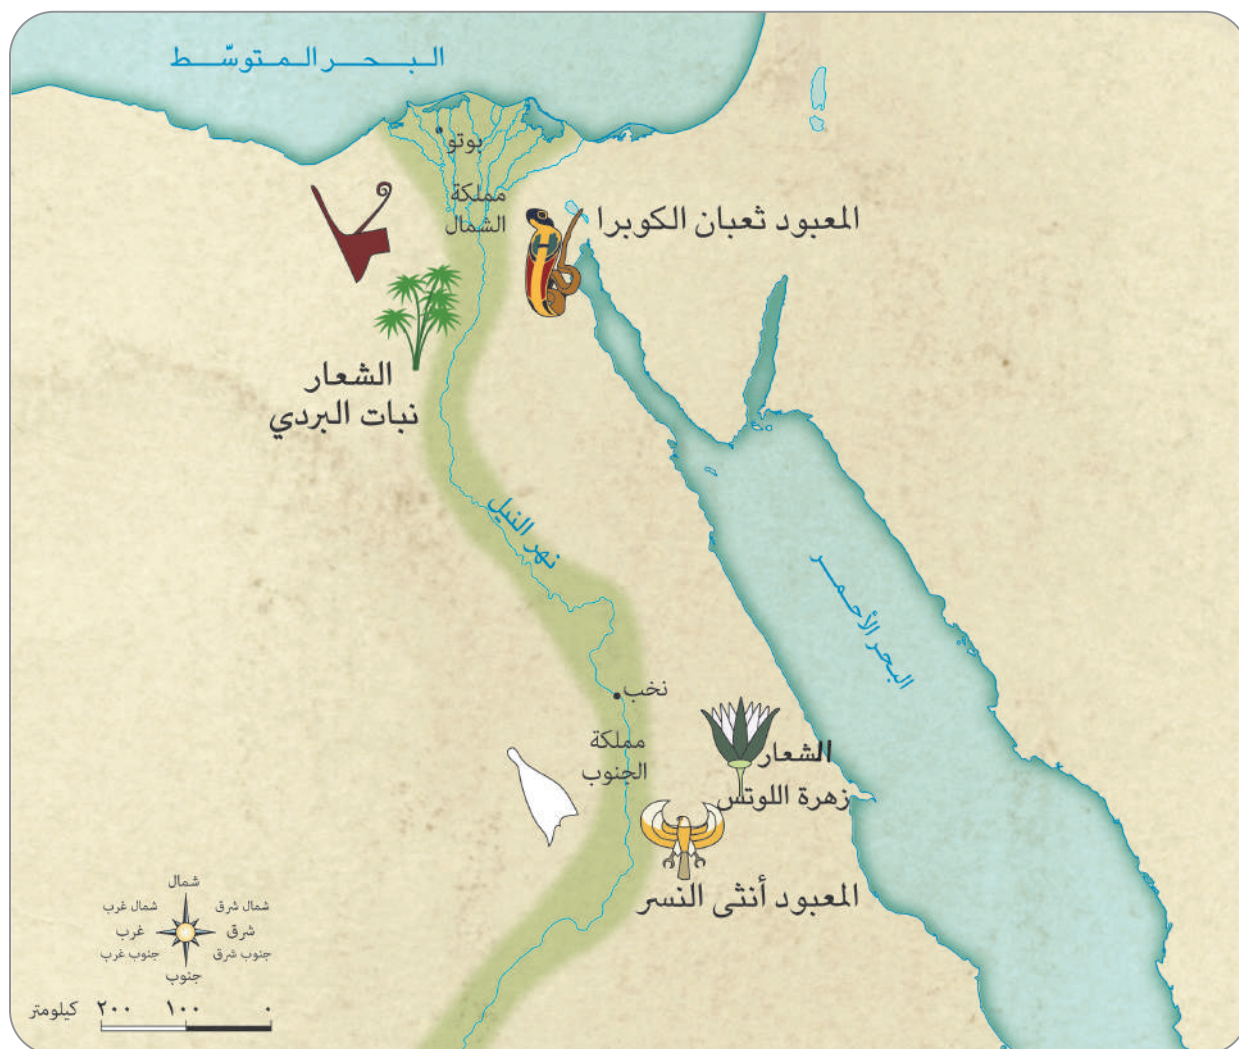 البحر المتوسّط
بوتو
مملكة
الشمال
المعبود ثعبان الكوبرا
الشعار
نبات البردي
نهر النيل
البحر الأحمر
نخب
مملكة
الجنوب
الشعار
زهرة اللوتس
المعبود أنثى النسر
شمال
شمال غرب
شمال شرق
غرب
شرق
جنوب غرب
جنوب شرق
جنوب
كيلومتر ٢٠٠ ١٠٠ ٠